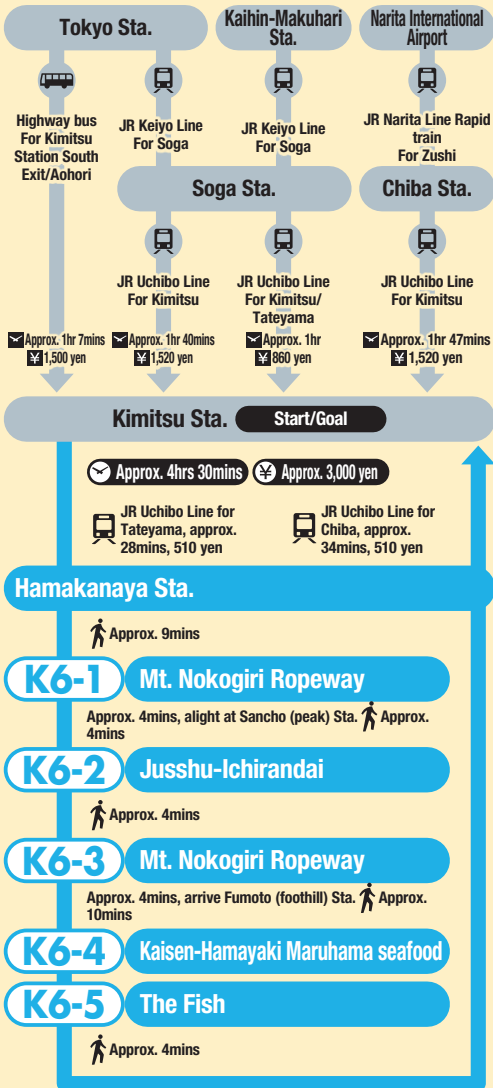 Tokyo Sta.
Kaihin-Makuhari
Sta.
Narita International
Airport
Highway bus
For Kimitsu
Station South
Exit/Aohori
JR Keiyo Line
For Soga
JR Keiyo Line
For Soga
JR Narita Line Rapid
train
For Zushi
Soga Sta.
Chiba Sta.
JR Uchibo Line
For Kimitsu
JR Uchibo Line
For Kimitsu/
Tateyama
JR Uchibo Line
For Kimitsu
Approx. 1hr 7mins
¥ 1,500 yen
Approx. 1hr 40mins
¥ 1,520 yen
Approx. 1hr
¥ 860 yen
Approx. 1hr 47mins
¥ 1,520 yen
Kimitsu Sta. Start/Goal
Approx. 4hrs 30mins ¥ Approx. 3,000 yen
JR Uchibo Line for
Tateyama, approx.
28mins, 510 yen
JR Uchibo Line for
Chiba, approx.
34mins, 510 yen
Hamakanaya Sta.
Approx. 9mins
K6-1 Mt. Nokogiri Ropeway
Approx. 4mins, alight at Sancho (peak) Sta. Approx.
4mins
K6-2 Jusshu-Ichirandai
Approx. 4mins
K6-3 Mt. Nokogiri Ropeway
Approx. 4mins, arrive Fumoto (foothill) Sta. Approx.
10mins
K6-4 Kaisen-Hamayaki Maruhama seafood
K6-5 The Fish
Approx. 4mins